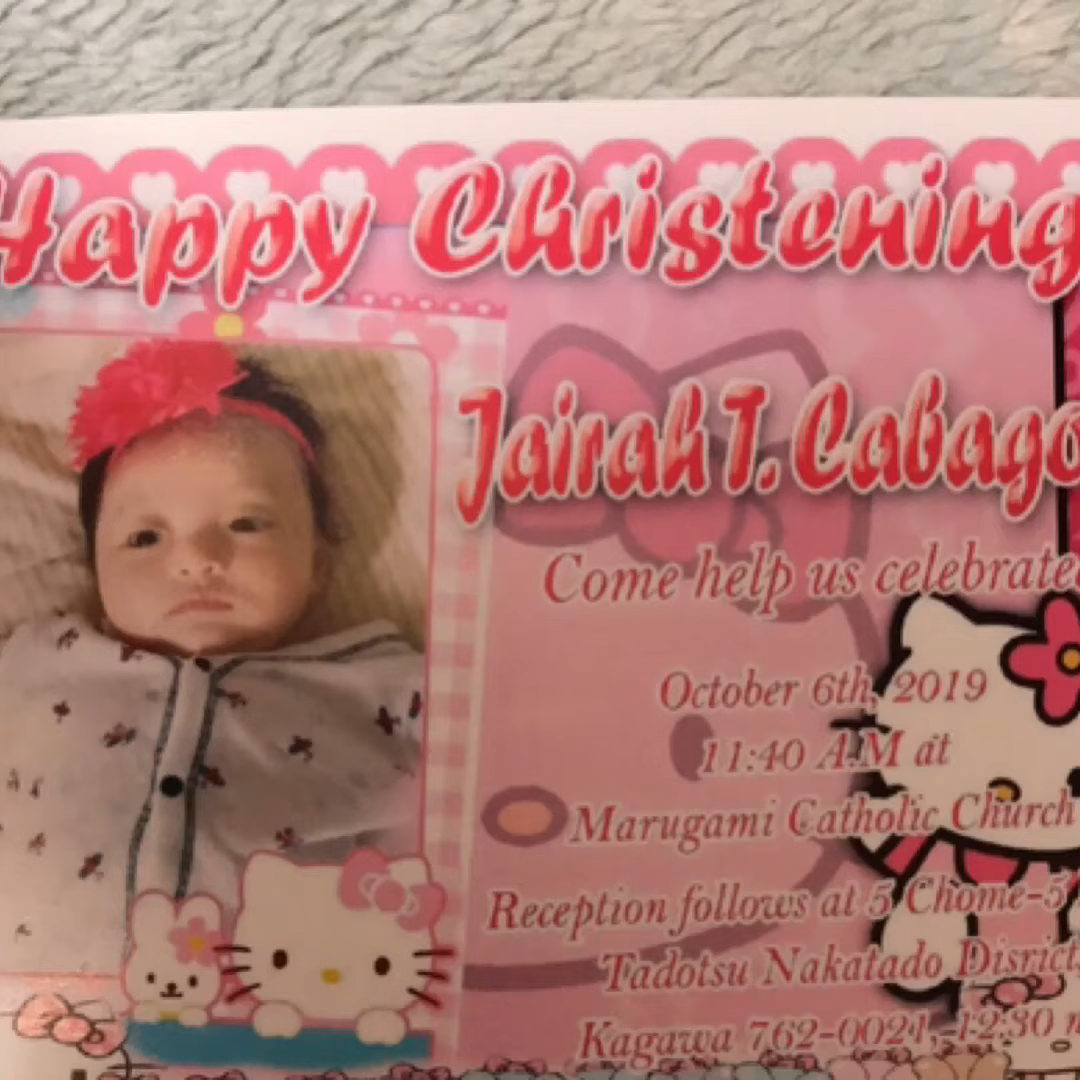 Happy Christening
Jairah T. Cabago
Come help us celebrate
October 6th, 2019
11:40 A.M at
Marugami Catholic Church
Reception follows at 5 Chome-5
Tadotsu Nakatado Disrict,
Kagawa 762-0021, 12:30 n